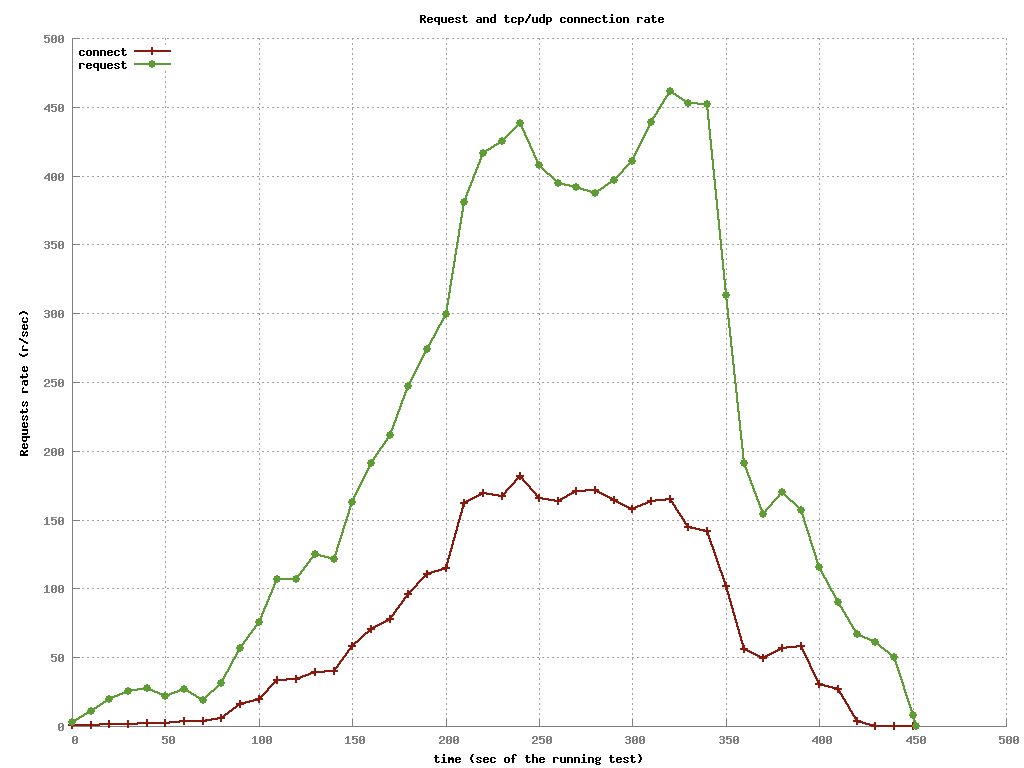 Request and tcp/udp connection rate
connect
request
500
450
400
350
300
250
200
150
100
50
0
Requests rate (r/sec)
0 50 100 150 200 250 300 350 400 450 500
time (sec of the running test)